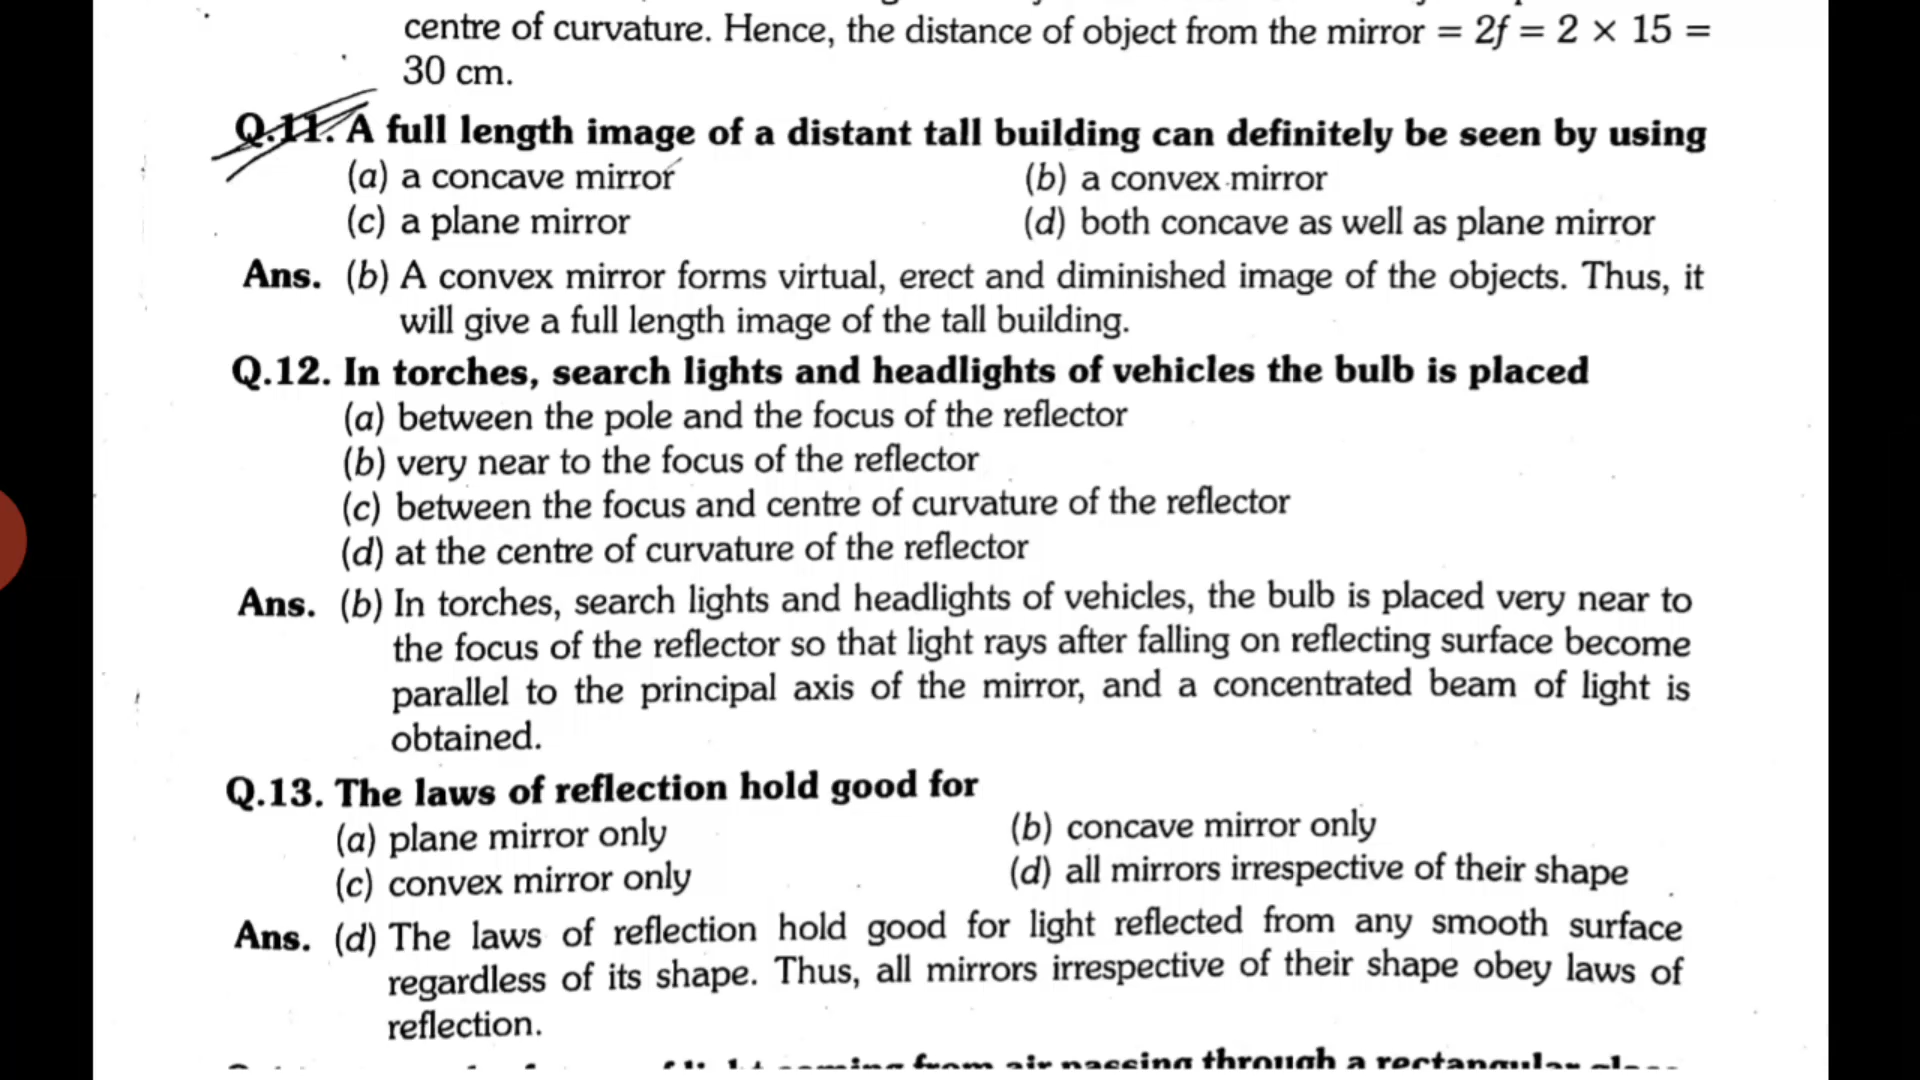 centre of curvature. Hence, the distance of object from the mirror = 2f = 2 × 15 =
30 cm.
Q.11. A full length image of a distant tall building can definitely be seen by using
(a) a concave mirror (b) a convex mirror
(c) a plane mirror (d) both concave as well as plane mirror
Ans. (b) A convex mirror forms virtual, erect and diminished image of the objects. Thus, it
will give a full length image of the tall building.
Q.12. In torches, search lights and headlights of vehicles the bulb is placed
(a) between the pole and the focus of the reflector
(b) very near to the focus of the reflector
(c) between the focus and centre of curvature of the reflector
(d) at the centre of curvature of the reflector
Ans. (b) In torches, search lights and headlights of vehicles, the bulb is placed very near to
the focus of the reflector so that light rays after falling on reflecting surface become
parallel to the principal axis of the mirror, and a concentrated beam of light is
obtained.
Q.13. The laws of reflection hold good for
(a) plane mirror only (b) concave mirror only
(c) convex mirror only (d) all mirrors irrespective of their shape
Ans. (d) The laws of reflection hold good for light reflected from any smooth surface
regardless of its shape. Thus, all mirrors irrespective of their shape obey laws of
reflection.
coming from air passing through a rectangular